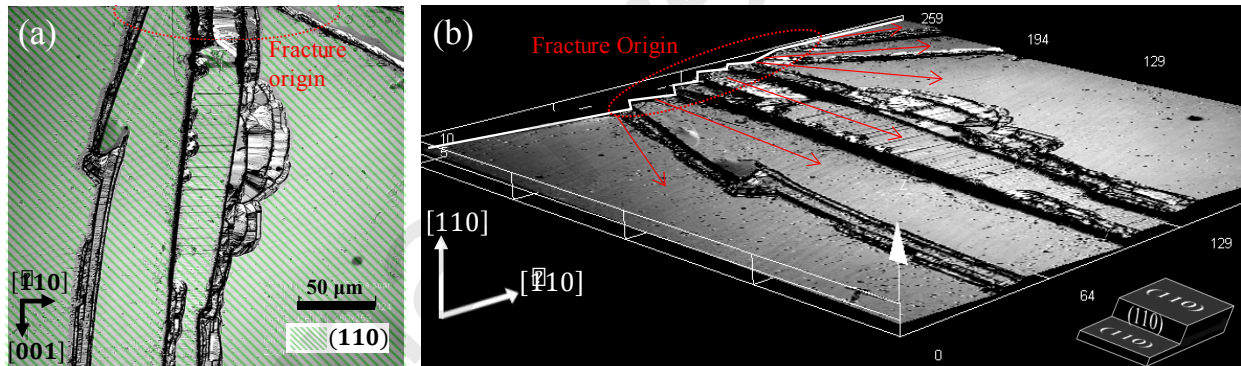 (a)
Fracture
origin
[1̄10]
[001]
50 μm
(110)
(b)
Fracture Origin
259
194
129
10
5
[110]
[1̄10]
129
64
0
(110)
(110)
(110)